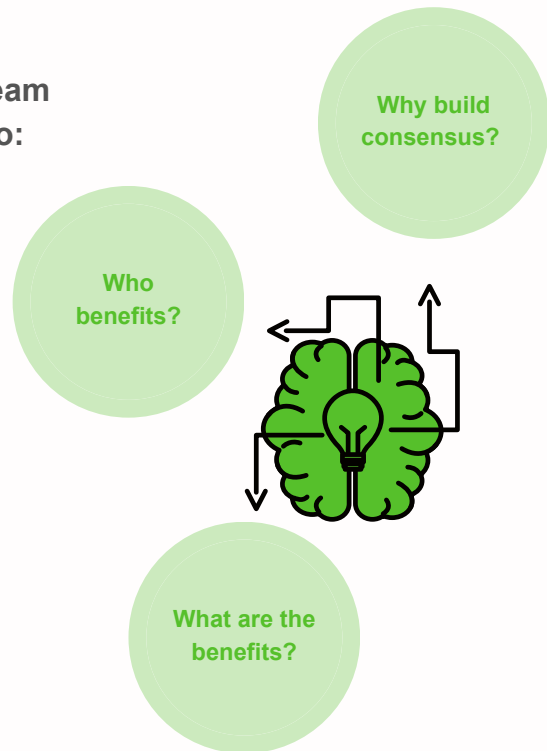 eam
o:
Why build
consensus?
Who
benefits?
What are the
benefits?